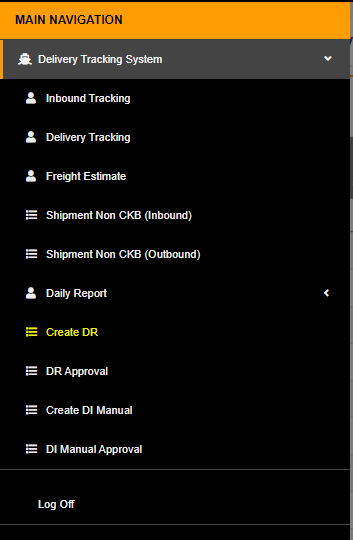 MAIN NAVIGATION
Delivery Tracking System
Inbound Tracking
Delivery Tracking
Freight Estimate
Shipment Non CKB (Inbound)
Shipment Non CKB (Outbound)
Daily Report
Create DR
DR Approval
Create DI Manual
DI Manual Approval
Log Off